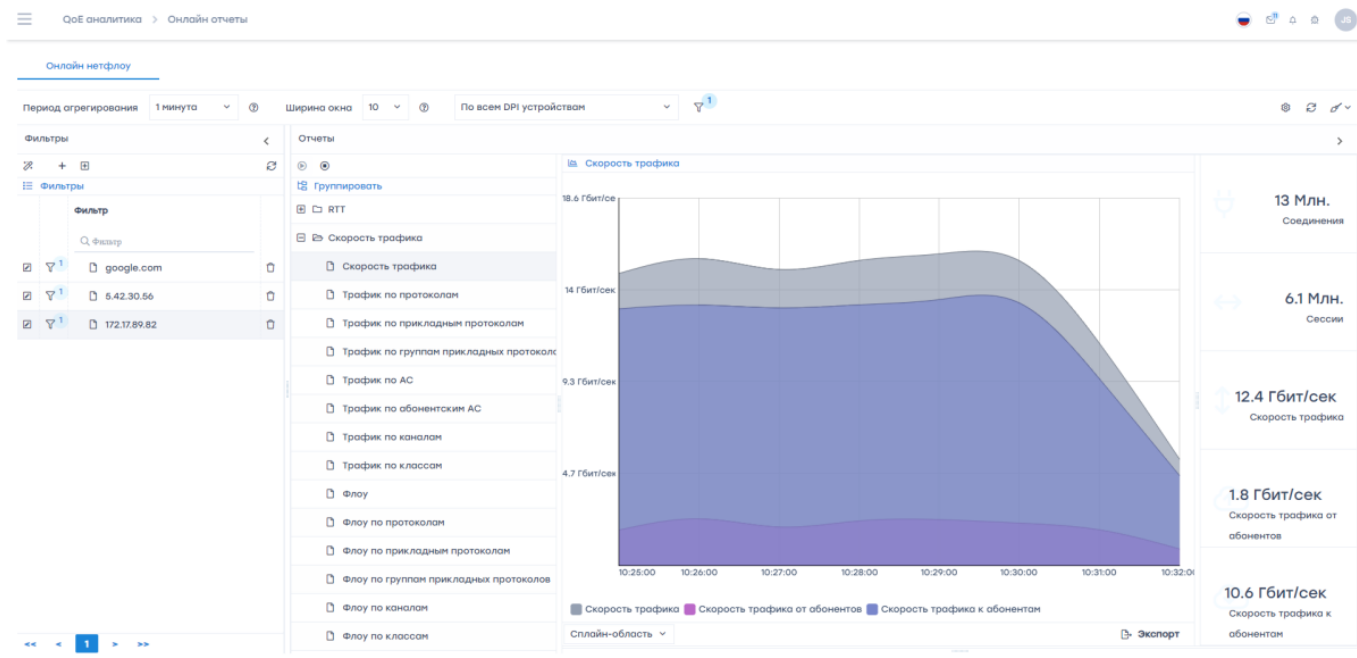 QoE аналитика > Онлайн отчеты
11
JS
Онлайн нетфлоу
Период агрегирования 1 минута Ширина окна 10 По всем DPI устройствам 1
Фильтры
Фильтры
Фильтр
Фильтр
1 google.com
1 5.42.30.56
1 172.17.89.82
<< < 1 > >>
Отчеты
Группировать
RTT
Скорость трафика
Скорость трафика
Трафик по протоколам
Трафик по прикладным протоколам
Трафик по группам прикладных протоколо
Трафик по АС
Трафик по абонентским АС
Трафик по каналам
Трафик по классам
Флоу
Флоу по протоколам
Флоу по прикладным протоколам
Флоу по группам прикладных протоколов
Флоу по каналам
Флоу по классам
Скорость трафика
18.6 Гбит/се
14 Гбит/сек
9.3 Гбит/сек
4.7 Гбит/сек
10:25:00 10:26:00 10:27:00 10:28:00 10:29:00 10:30:00 10:31:00 10:32:00
Скорость трафика Скорость трафика от абонентов Скорость трафика к абонентам
Сплайн-область Экспорт
13 Млн.
Соединения
6.1 Млн.
Сессии
12.4 Гбит/сек
Скорость трафика
1.8 Гбит/сек
Скорость трафика от
абонентов
10.6 Гбит/сек
Скорость трафика к
абонентам